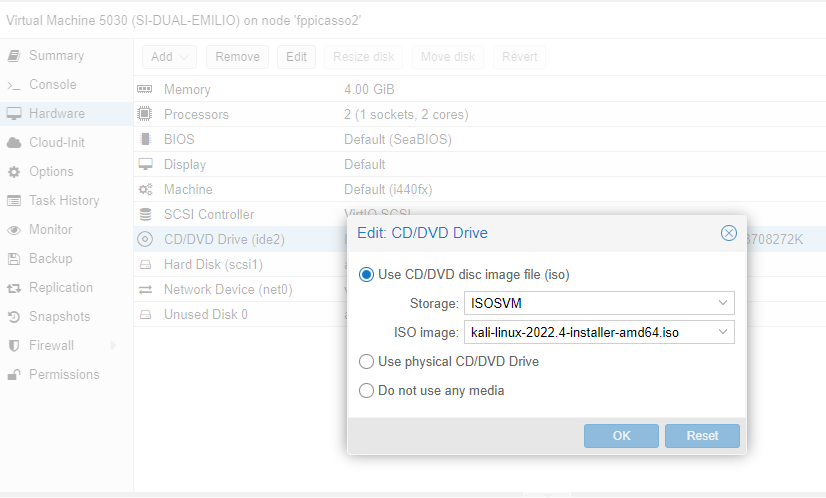 Virtual Machine 5030 (SI-DUAL-EMILIO) on node 'fppicasso2'
Summary
Console
Hardware
Cloud-Init
Options
Task History
Monitor
Backup
Replication
Snapshots
Firewall
Permissions
Add Remove Edit Resize disk Move disk Revert
Memory 4.00 GiB
Processors 2 (1 sockets, 2 cores)
BIOS Default (SeaBIOS)
Display Default
Machine Default (i440fx)
SCSI Controller VirtIO SCSI
CD/DVD Drive (ide2) 3708272K
Hard Disk (scsi1)
Network Device (net0)
Unused Disk 0
Edit: CD/DVD Drive
Use CD/DVD disc image file (iso)
Storage: ISOSVM
ISO image: kali-linux-2022.4-installer-amd64.iso
Use physical CD/DVD Drive
Do not use any media
OK Reset